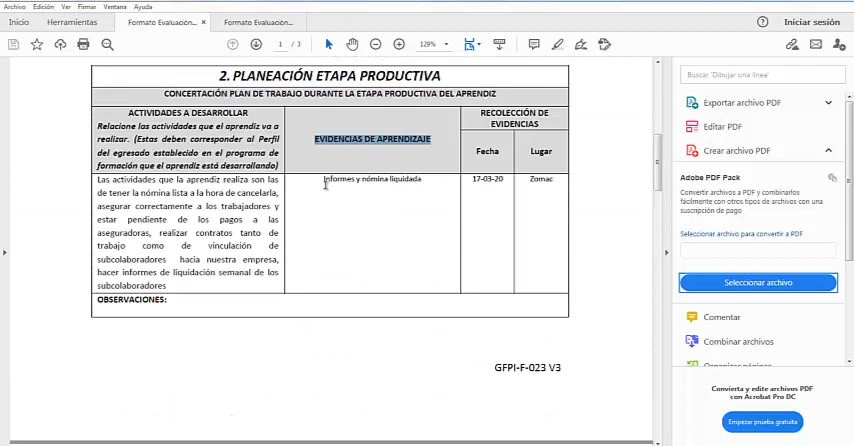 Archivo Edición Ver Firmar Ventana Ayuda
Inicio Herramientas Formato Evaluación... × Formato Evaluación... Iniciar sesión
1 / 3 129%
2. PLANEACIÓN ETAPA PRODUCTIVA
CONCERTACIÓN PLAN DE TRABAJO DURANTE LA ETAPA PRODUCTIVA DEL APRENDIZ
ACTIVIDADES A DESARROLLAR
Relacione las actividades que el aprendiz va a
realizar. (Estas deben corresponder al Perfil
del egresado establecido en el programa de
formación que el aprendiz está desarrollando)
EVIDENCIAS DE APRENDIZAJE
RECOLECCIÓN DE
EVIDENCIAS
Fecha Lugar
Las actividades que la aprendiz realiza son las
de tener la nómina lista a la hora de cancelarla,
asegurar correctamente a los trabajadores y
estar pendiente de los pagos a las
aseguradoras, realizar contratos tanto de
trabajo como de vinculación de
subcolaboradores hacia nuestra empresa,
hacer informes de liquidación semanal de los
subcolaboradores
Informes y nómina liquidada
17-03-20
Zomac
OBSERVACIONES:
GFPI-F-023 V3
Buscar 'Dibujar una línea'
Exportar archivo PDF
Editar PDF
Crear archivo PDF
Adobe PDF Pack
Convertir archivos a PDF y combinarlos
fácilmente con otros tipos de archivos con una
suscripción de pago
Seleccionar archivo para convertir a PDF
Seleccionar archivo
Comentar
Combinar archivos
Organizar páginas
Convierta y edite archivos PDF
con Acrobat Pro DC
Empezar prueba gratuita